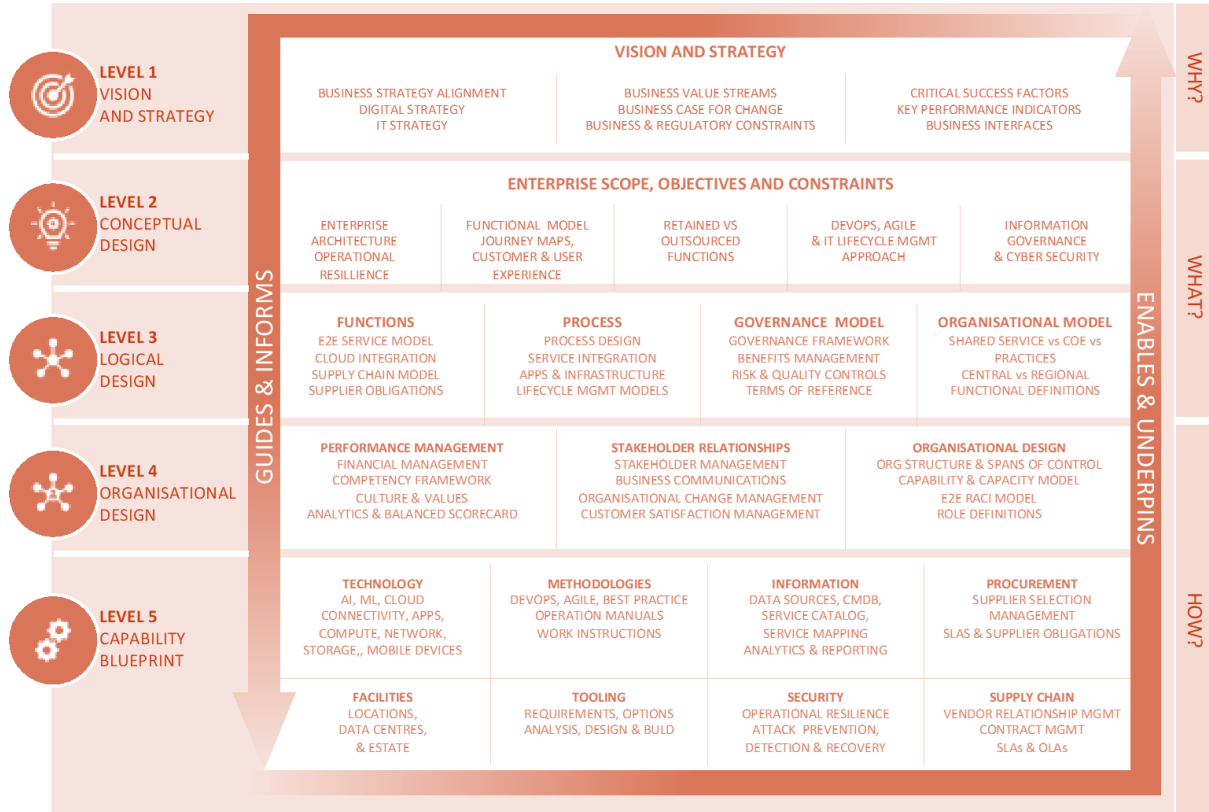 LEVEL 1
VISION
AND STRATEGY
VISION AND STRATEGY
BUSINESS STRATEGY ALIGNMENT
DIGITAL STRATEGY
IT STRATEGY
BUSINESS VALUE STREAMS
BUSINESS CASE FOR CHANGE
BUSINESS & REGULATORY CONSTRAINTS
CRITICAL SUCCESS FACTORS
KEY PERFORMANCE INDICATORS
BUSINESS INTERFACES
WHY?
LEVEL 2
CONCEPTUAL
DESIGN
ENTERPRISE SCOPE, OBJECTIVES AND CONSTRAINTS
ENTERPRISE
ARCHITECTURE
OPERATIONAL
RESILLIENCE
FUNCTIONAL MODEL
JOURNEY MAPS,
CUSTOMER & USER
EXPERIENCE
RETAINED VS
OUTSOURCED
FUNCTIONS
DEVOPS, AGILE
& IT LIFECYCLE MGMT
APPROACH
INFORMATION
GOVERNANCE
& CYBER SECURITY
WHAT?
GUIDES & INFORMS
ENABLES & UNDERPINS
LEVEL 3
LOGICAL
DESIGN
FUNCTIONS
E2E SERVICE MODEL
CLOUD INTEGRATION
SUPPLY CHAIN MODEL
SUPPLIER OBLIGATIONS
PROCESS
PROCESS DESIGN
SERVICE INTEGRATION
APPS & INFRASTRUCTURE
LIFECYCLE MGMT MODELS
GOVERNANCE MODEL
GOVERNANCE FRAMEWORK
BENEFITS MANAGEMENT
RISK & QUALITY CONTROLS
TERMS OF REFERENCE
ORGANISATIONAL MODEL
SHARED SERVICE vs COE vs
PRACTICES
CENTRAL vs REGIONAL
FUNCTIONAL DEFINITIONS
LEVEL 4
ORGANISATIONAL
DESIGN
PERFORMANCE MANAGEMENT
FINANCIAL MANAGEMENT
COMPETENCY FRAMEWORK
CULTURE & VALUES
ANALYTICS & BALANCED SCORECARD
STAKEHOLDER RELATIONSHIPS
STAKEHOLDER MANAGEMENT
BUSINESS COMMUNICATIONS
ORGANISATIONAL CHANGE MANAGEMENT
CUSTOMER SATISFACTION MANAGEMENT
ORGANISATIONAL DESIGN
ORG STRUCTURE & SPANS OF CONTROL
CAPABILITY & CAPACITY MODEL
E2E RACI MODEL
ROLE DEFINITIONS
HOW?
LEVEL 5
CAPABILITY
BLUEPRINT
TECHNOLOGY
AI, ML, CLOUD
CONNECTIVITY, APPS,
COMPUTE, NETWORK,
STORAGE,, MOBILE DEVICES
METHODOLOGIES
DEVOPS, AGILE, BEST PRACTICE
OPERATION MANUALS
WORK INSTRUCTIONS
INFORMATION
DATA SOURCES, CMDB,
SERVICE CATALOG,
SERVICE MAPPING
ANALYTICS & REPORTING
PROCUREMENT
SUPPLIER SELECTION
MANAGEMENT
SLAS & SUPPLIER OBLIGATIONS
FACILITIES
LOCATIONS,
DATA CENTRES,
& ESTATE
TOOLING
REQUIREMENTS, OPTIONS
ANALYSIS, DESIGN & BULD
SECURITY
OPERATIONAL RESILIENCE
ATTACK PREVENTION,
DETECTION & RECOVERY
SUPPLY CHAIN
VENDOR RELATIONSHIP MGMT
CONTRACT MGMT
SLAs & OLAs